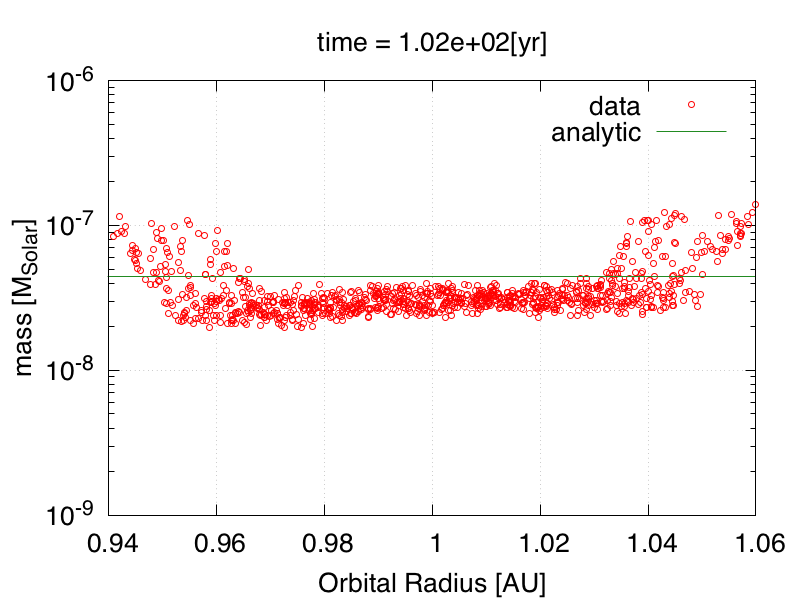 time = 1.02e+02[yr]
data
analytic
10^-6
10^-7
10^-8
10^-9
mass [M_Solar]
0.94 0.96 0.98 1 1.02 1.04 1.06
Orbital Radius [AU]